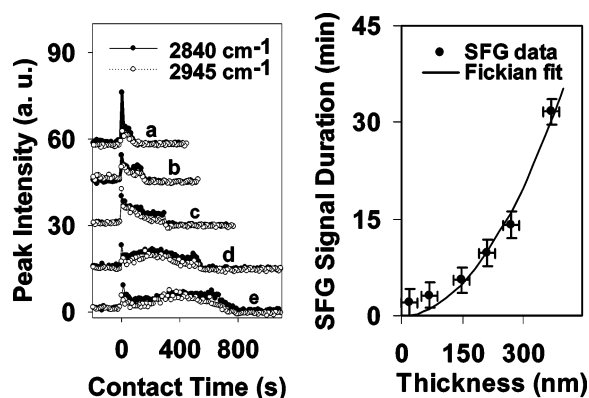 90
60
30
0
Peak Intensity (a. u.)
2840 cm-1
2945 cm-1
a
b
c
d
e
0 400 800
Contact Time (s)
45
30
15
0
SFG Signal Duration (min)
SFG data
Fickian fit
0 150 300
Thickness (nm)